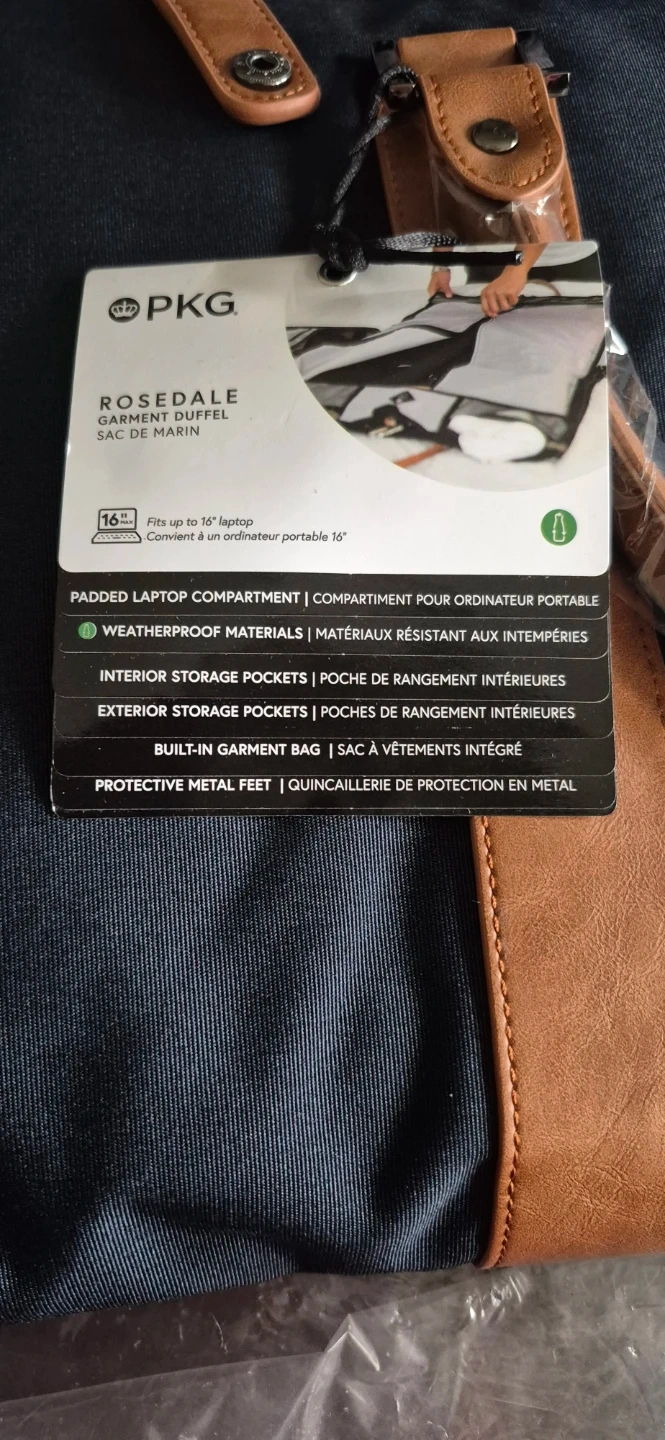 PKG
ROSEDALE
GARMENT DUFFEL
SAC DE MARIN
16" MAX
Fits up to 16" laptop
Convient à un ordinateur portable 16"
PADDED LAPTOP COMPARTMENT | COMPARTIMENT POUR ORDINATEUR PORTABLE
WEATHERPROOF MATERIALS | MATÉRIAUX RÉSISTANT AUX INTEMPÉRIES
INTERIOR STORAGE POCKETS | POCHE DE RANGEMENT INTÉRIEURES
EXTERIOR STORAGE POCKETS | POCHES DE RANGEMENT INTÉRIEURES
BUILT-IN GARMENT BAG | SAC À VÊTEMENTS INTÉGRÉ
PROTECTIVE METAL FEET | QUINCAILLERIE DE PROTECTION EN METAL